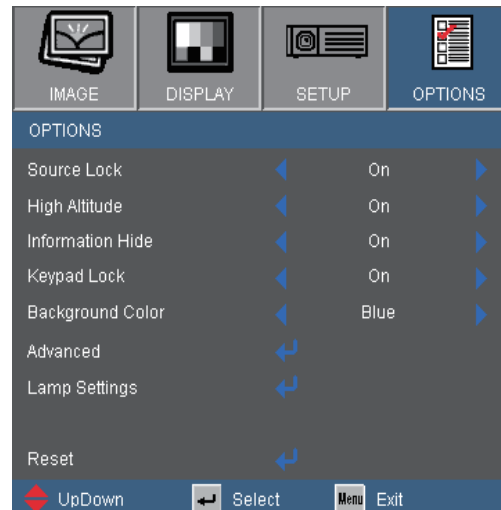 IMAGE DISPLAY SETUP OPTIONS
OPTIONS
Source Lock On
High Altitude On
Information Hide On
Keypad Lock On
Background Color Blue
Advanced
Lamp Settings
Reset
UpDown Select Menu Exit